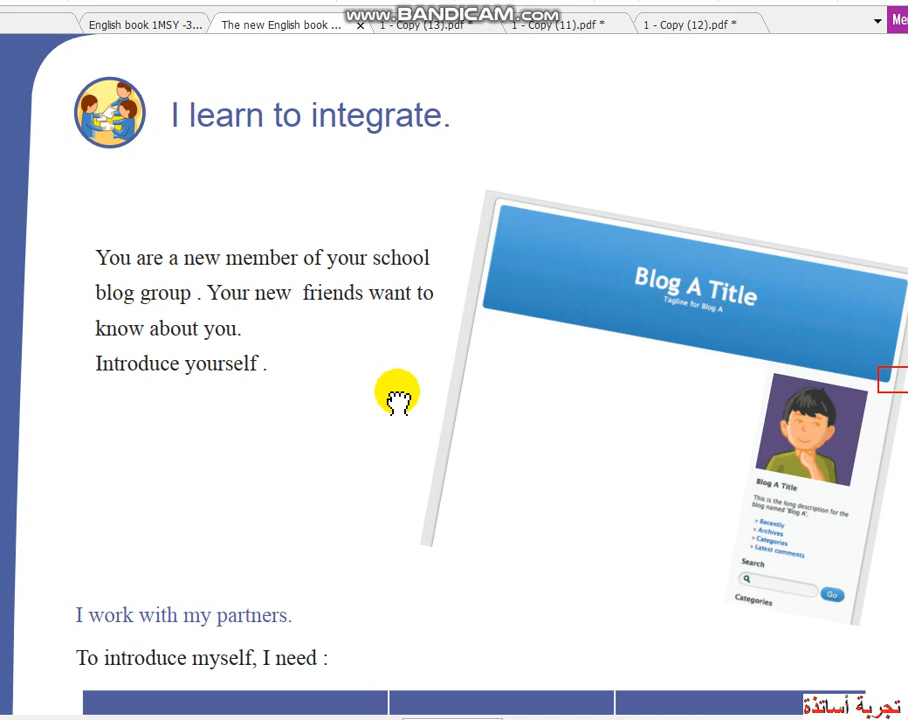 www.BANDICAM.com
English book 1MSY -3...
The new English book ...
1 - Copy (13).pdf *
1 - Copy (11).pdf *
1 - Copy (12).pdf *
Me
I learn to integrate.
You are a new member of your school
blog group . Your new friends want to
know about you.
Introduce yourself .
Blog A Title
Tagline for Blog A
Blog A Title
This is the long description for the
blog named 'Blog A'.
» Recently
» Archives
» Categories
» Latest comments
Search
Go
Categories
I work with my partners.
To introduce myself, I need :
تجربة أساتذة